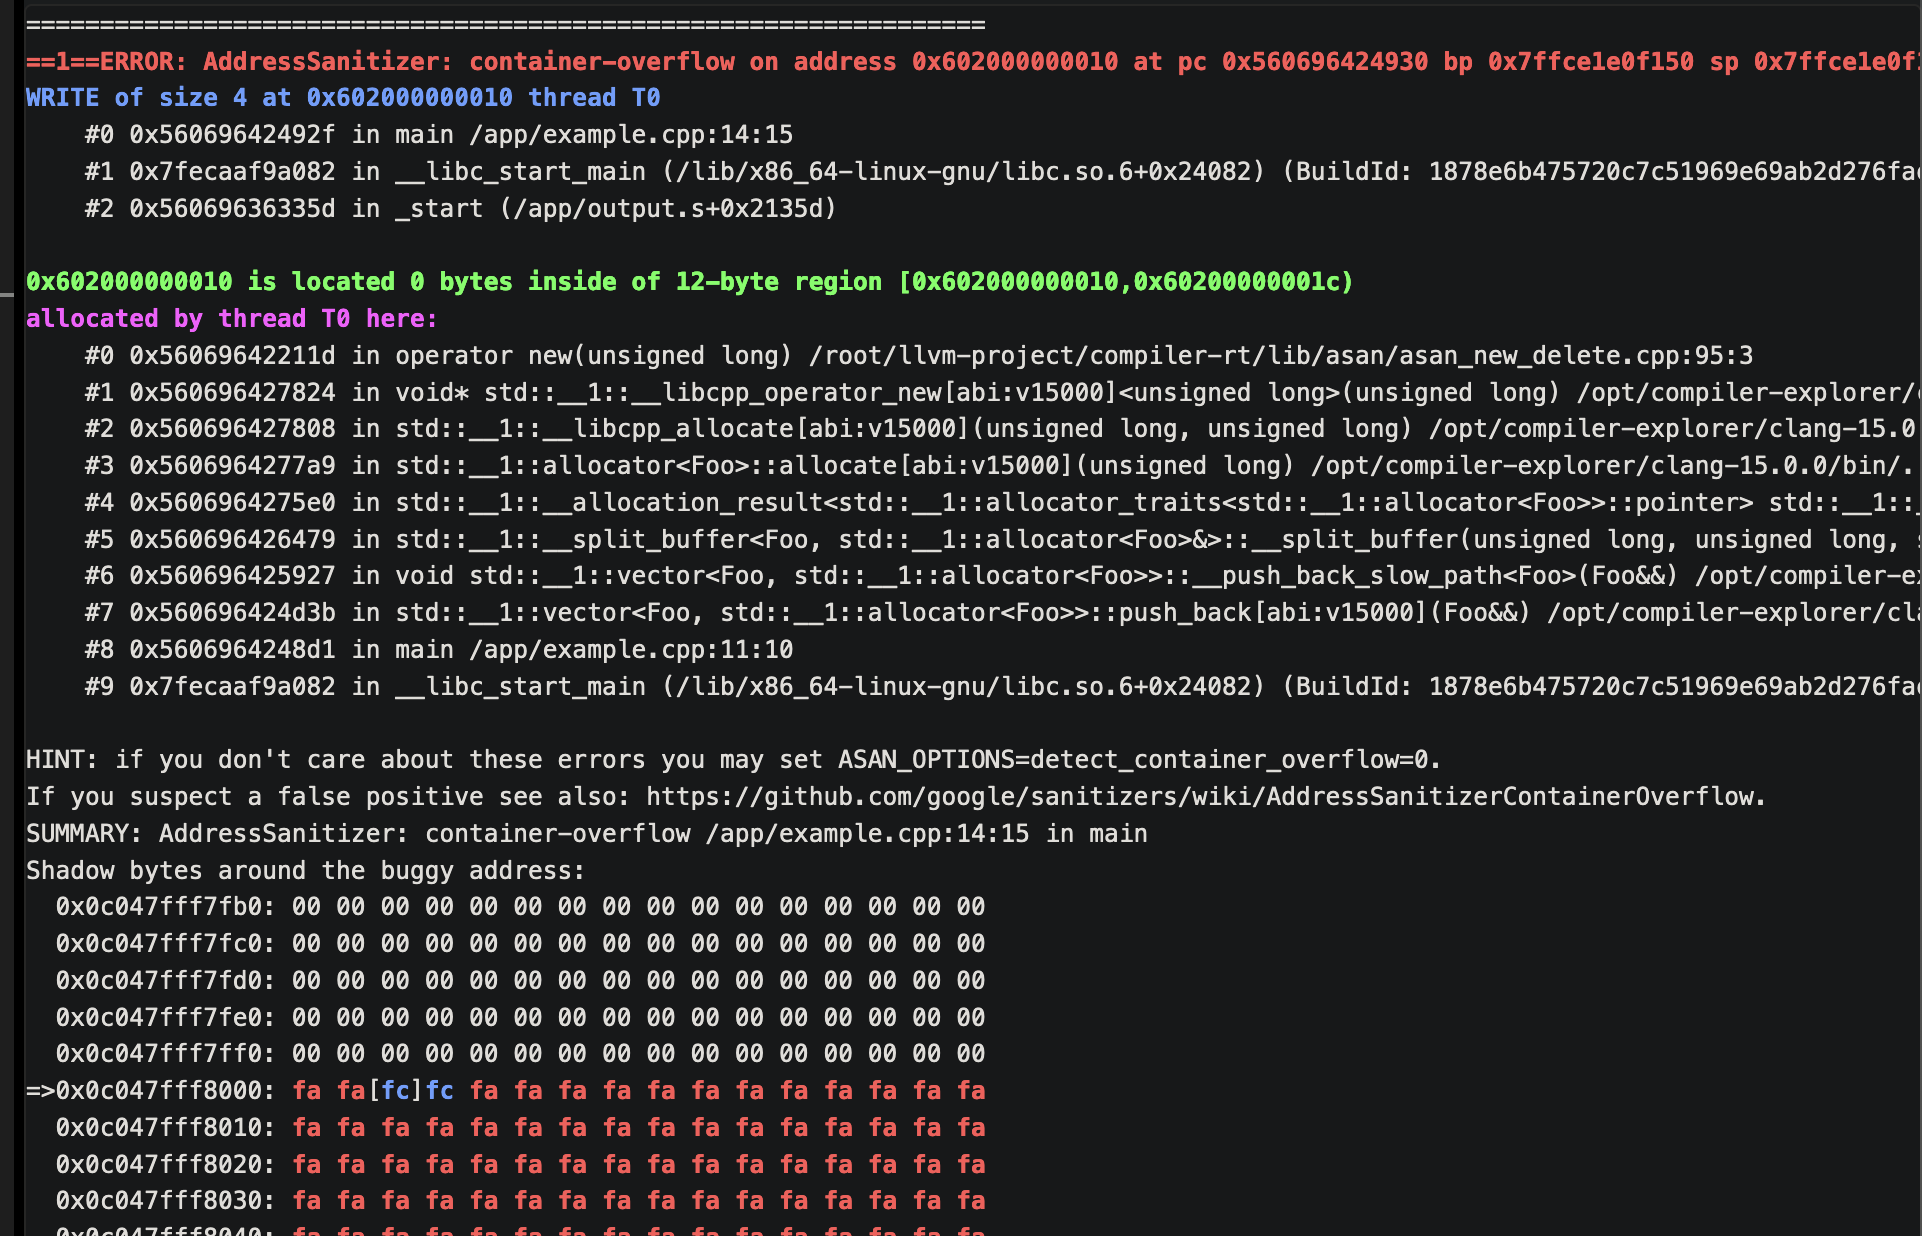 =================================================================
==1==ERROR: AddressSanitizer: container-overflow on address 0x602000000010 at pc 0x560696424930 bp 0x7ffce1e0f150 sp 0x7ffce1e0f
WRITE of size 4 at 0x602000000010 thread T0
    #0 0x56069642492f in main /app/example.cpp:14:15
    #1 0x7fecaaf9a082 in __libc_start_main (/lib/x86_64-linux-gnu/libc.so.6+0x24082) (BuildId: 1878e6b475720c7c51969e69ab2d276fa
    #2 0x56069636335d in _start (/app/output.s+0x2135d)
0x602000000010 is located 0 bytes inside of 12-byte region [0x602000000010,0x60200000001c)
allocated by thread T0 here:
    #0 0x56069642211d in operator new(unsigned long) /root/llvm-project/compiler-rt/lib/asan/asan_new_delete.cpp:95:3
    #1 0x560696427824 in void* std::__1::__libcpp_operator_new[abi:v15000]<unsigned long>(unsigned long) /opt/compiler-explorer/
    #2 0x560696427808 in std::__1::__libcpp_allocate[abi:v15000](unsigned long, unsigned long) /opt/compiler-explorer/clang-15.0
    #3 0x5606964277a9 in std::__1::allocator<Foo>::allocate[abi:v15000](unsigned long) /opt/compiler-explorer/clang-15.0.0/bin/.
    #4 0x5606964275e0 in std::__1::__allocation_result<std::__1::allocator_traits<std::__1::allocator<Foo>>::pointer> std::__1::
    #5 0x560696426479 in std::__1::__split_buffer<Foo, std::__1::allocator<Foo>&>::__split_buffer(unsigned long, unsigned long,
    #6 0x560696425927 in void std::__1::vector<Foo, std::__1::allocator<Foo>>::__push_back_slow_path<Foo>(Foo&&) /opt/compiler-e
    #7 0x560696424d3b in std::__1::vector<Foo, std::__1::allocator<Foo>>::push_back[abi:v15000](Foo&&) /opt/compiler-explorer/cl
    #8 0x5606964248d1 in main /app/example.cpp:11:10
    #9 0x7fecaaf9a082 in __libc_start_main (/lib/x86_64-linux-gnu/libc.so.6+0x24082) (BuildId: 1878e6b475720c7c51969e69ab2d276fa
HINT: if you don't care about these errors you may set ASAN_OPTIONS=detect_container_overflow=0.
If you suspect a false positive see also: https://github.com/google/sanitizers/wiki/AddressSanitizerContainerOverflow.
SUMMARY: AddressSanitizer: container-overflow /app/example.cpp:14:15 in main
Shadow bytes around the buggy address:
  0x0c047fff7fb0: 00 00 00 00 00 00 00 00 00 00 00 00 00 00 00 00
  0x0c047fff7fc0: 00 00 00 00 00 00 00 00 00 00 00 00 00 00 00 00
  0x0c047fff7fd0: 00 00 00 00 00 00 00 00 00 00 00 00 00 00 00 00
  0x0c047fff7fe0: 00 00 00 00 00 00 00 00 00 00 00 00 00 00 00 00
  0x0c047fff7ff0: 00 00 00 00 00 00 00 00 00 00 00 00 00 00 00 00
=>0x0c047fff8000: fa fa[fc]fc fa fa fa fa fa fa fa fa fa fa fa fa
  0x0c047fff8010: fa fa fa fa fa fa fa fa fa fa fa fa fa fa fa fa
  0x0c047fff8020: fa fa fa fa fa fa fa fa fa fa fa fa fa fa fa fa
  0x0c047fff8030: fa fa fa fa fa fa fa fa fa fa fa fa fa fa fa fa